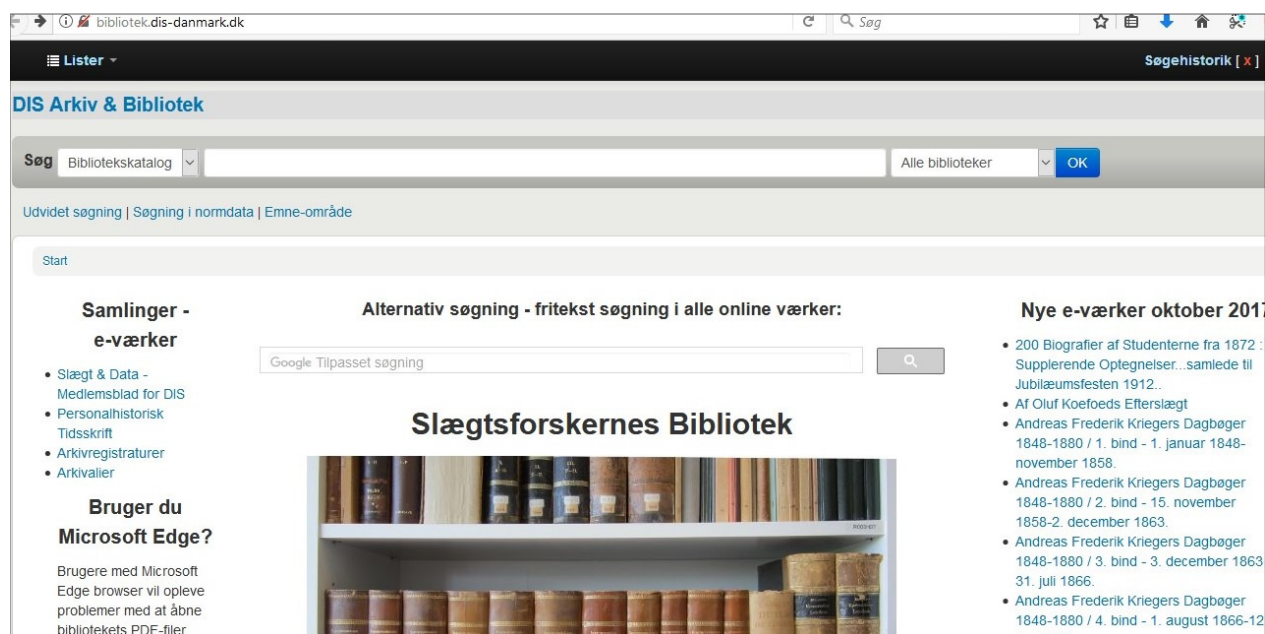 bibliotek.dis-danmark.dk
Søg
Lister
Søgehistorik [ x ]
DIS Arkiv & Bibliotek
Søg
Bibliotekskatalog
Alle biblioteker
OK
Udvidet søgning | Søgning i normdata | Emne-område
Start
Samlinger -
e-værker
• Slægt & Data -
Medlemsblad for DIS
• Personalhistorisk
Tidsskrift
• Arkivregistraturer
• Arkivalier
Bruger du
Microsoft Edge?
Brugere med Microsoft
Edge browser vil opleve
problemer med at åbne
bibliotekets PDF-filer
Alternativ søgning - fritekst søgning i alle online værker:
Google Tilpasset søgning
Slægtsforskernes Bibliotek
Nye e-værker oktober 2017
• 200 Biografier af Studenterne fra 1872 :
Supplerende Optegnelser...samlede til
Jubilæumsfesten 1912..
• Af Oluf Koefoeds Efterslægt
• Andreas Frederik Kriegers Dagbøger
1848-1880 / 1. bind - 1. januar 1848-
november 1858.
• Andreas Frederik Kriegers Dagbøger
1848-1880 / 2. bind - 15. november
1858-2. december 1863.
• Andreas Frederik Kriegers Dagbøger
1848-1880 / 3. bind - 3. december 1863
31. juli 1866.
• Andreas Frederik Kriegers Dagbøger
1848-1880 / 4. bind - 1. august 1866-12